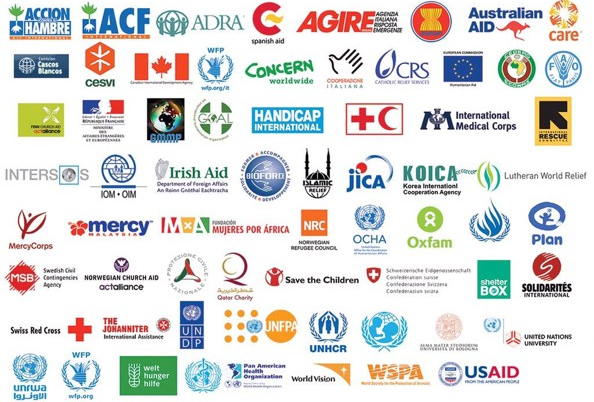 ACCION
HAMBRE
ACF INTERNATIONAL
ACF
INTERNATIONAL
ADRA
spanish aid
AGIRE
AGENZIA
ITALIANA
RISPOSTA
EMERGENZE
Australian
AID
care
Comisión
Cascos
Blancos
cesvi
Canadian International Development Agency
WFP
wfp.org/it
CONCERN
worldwide
COOPERAZIONE
ITALIANA
CRS
CATHOLIC RELIEF SERVICES
EUROPEAN COMMISSION
Humanitarian Aid
FAO
FINN CHURCH AID
actalliance
RÉPUBLIQUE FRANÇAISE
MINISTÈRE
DES
AFFAIRES ÉTRANGÈRES
ET EUROPÉENNES
GOAL
HANDICAP
INTERNATIONAL
International
Medical Corps
INTERNATIONAL
RESCUE
COMMITTEE
INTERSOS
IOM • OIM
Irish Aid
Department of Foreign Affairs
An Roinn Gnóthaí Eachtracha
BIOFORCE
ISLAMIC
RELIEF
jica
KOICA
Korea International
Cooperation Agency
Lutheran World Relief
MercyCorps
mercy
MALAYSIA
MxA
FUNDACIÓN
MUJERES POR ÁFRICA
NRC
NORWEGIAN
REFUGEE COUNCIL
OCHA
Oxfam
Plan
MSB
Swedish Civil
Contingencies
Agency
NORWEGIAN CHURCH AID
actalliance
PROTEZIONE CIVILE
NAZIONALE
Qatar Charity
Save the Children
Schweizerische Eidgenossenschaft
Confédération suisse
Confederazione Svizzera
Confederaziun svizra
shelter
BOX
SOLIDARITÉS
INTERNATIONAL
Swiss Red Cross
THE
JOHANNITER
International Assistance
U N
D P
UNFPA
UNHCR
ALMA MATER STUDIORUM
UNIVERSITÀ DI BOLOGNA
UNITED NATIONS
UNIVERSITY
unrwa
الأونروا
WFP
wfp.org
welt
hunger
hilfe
Pan American
Health
Organization
World Vision
WSPA
World Society for the Protection of Animals
USAID
FROM THE AMERICAN PEOPLE